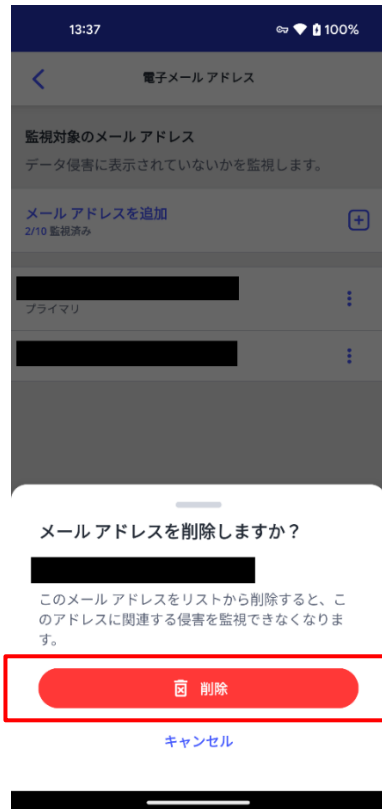 13:37
100%
電子メール アドレス
監視対象のメール アドレス
データ侵害に表示されていないかを監視します。
メール アドレスを追加
2/10 監視済み
プライマリ
メール アドレスを削除しますか？
このメール アドレスをリストから削除すると、こ
のアドレスに関連する侵害を監視できなくなりま
す。
削除
キャンセル